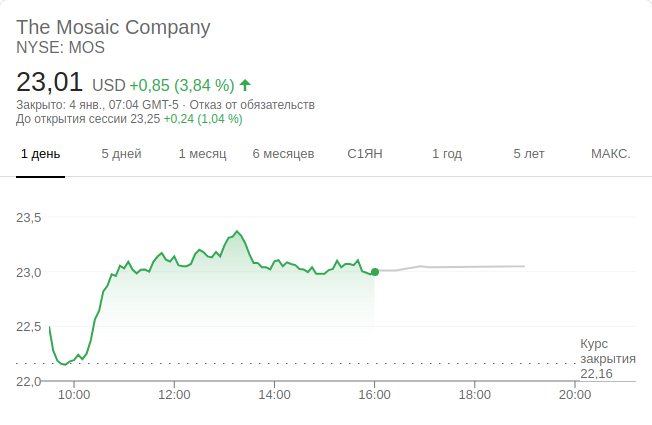 The Mosaic Company
NYSE: MOS
23,01 USD +0,85 (3,84 %)
Закрыто: 4 янв., 07:04 GMT-5 · Отказ от обязательств
До открытия сессии 23,25 +0,24 (1,04 %)
1 день 5 дней 1 месяц 6 месяцев С1ЯН 1 год 5 лет МАКС.
23,5
23,0
22,5
Курс
закрытия
22,16
22,0
10:00 12:00 14:00 16:00 18:00 20:00